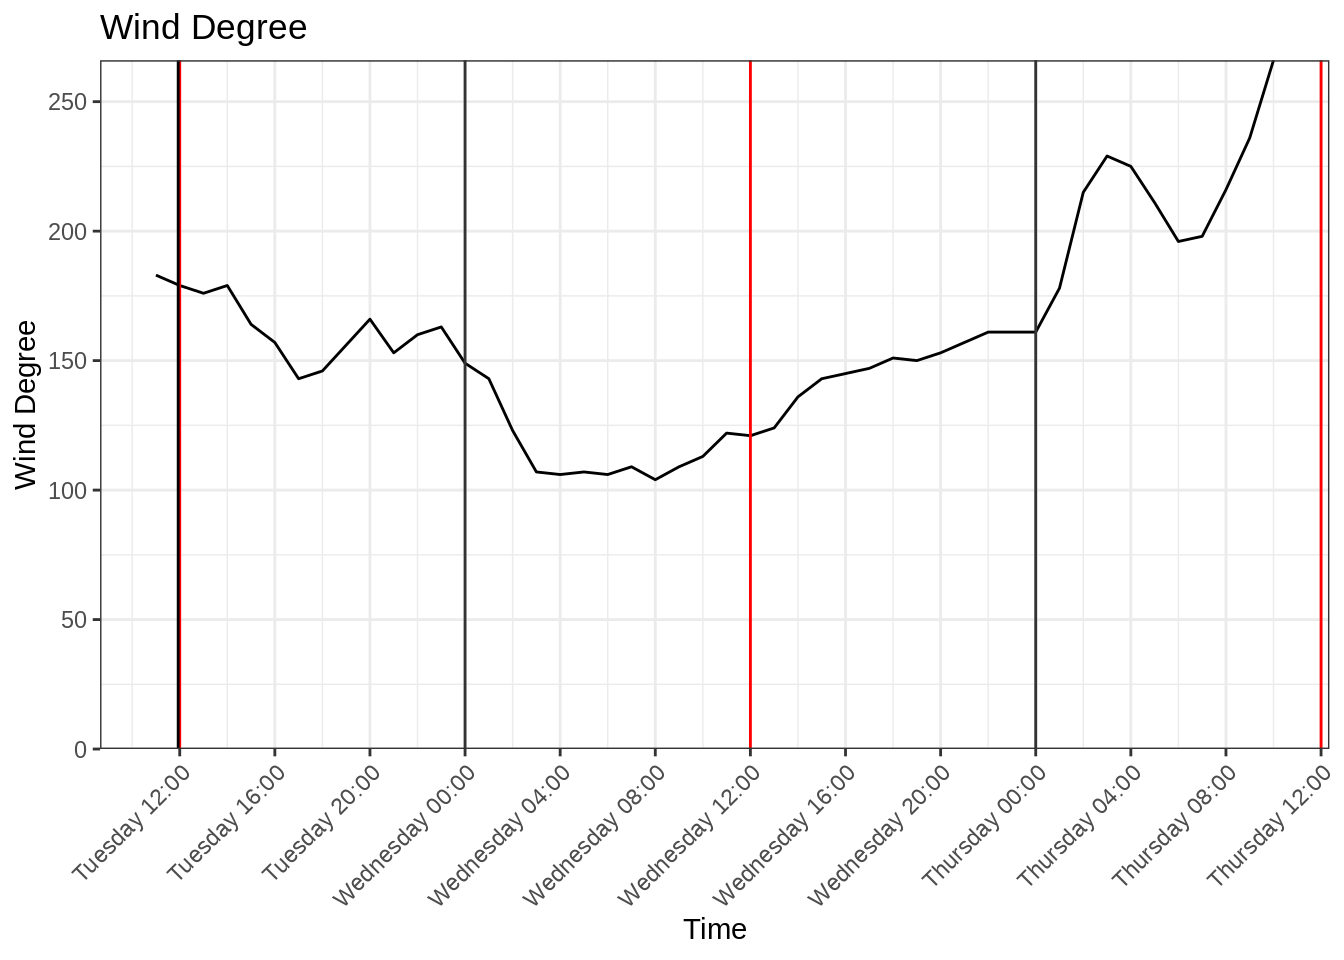 Wind Degree
Wind Degree
250
200
150
100
50
0
Tuesday 12:00
Tuesday 16:00
Tuesday 20:00
Wednesday 00:00
Wednesday 04:00
Wednesday 08:00
Wednesday 12:00
Wednesday 16:00
Wednesday 20:00
Thursday 00:00
Thursday 04:00
Thursday 08:00
Thursday 12:00
Time